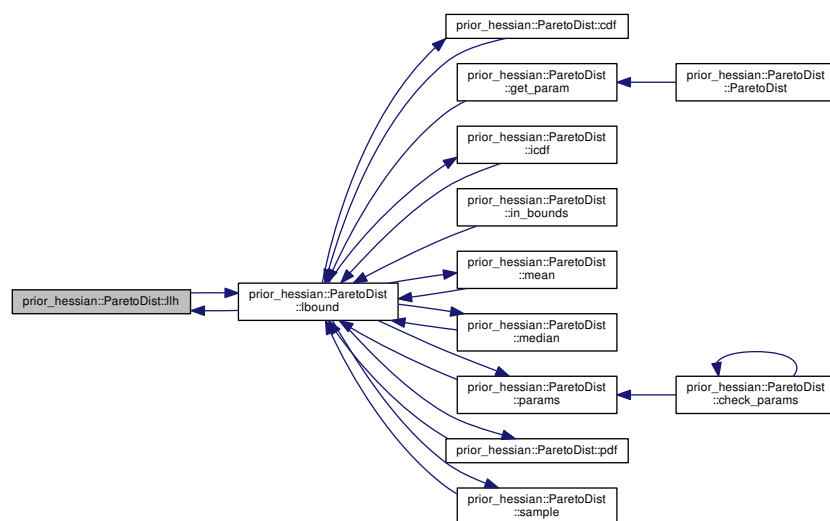 prior_hessian::ParetoDist::llh
prior_hessian::ParetoDist
::lbound
prior_hessian::ParetoDist::cdf
prior_hessian::ParetoDist
::get_param
prior_hessian::ParetoDist
::ParetoDist
prior_hessian::ParetoDist
::icdf
prior_hessian::ParetoDist
::in_bounds
prior_hessian::ParetoDist
::mean
prior_hessian::ParetoDist
::median
prior_hessian::ParetoDist
::params
prior_hessian::ParetoDist
::check_params
prior_hessian::ParetoDist::pdf
prior_hessian::ParetoDist
::sample